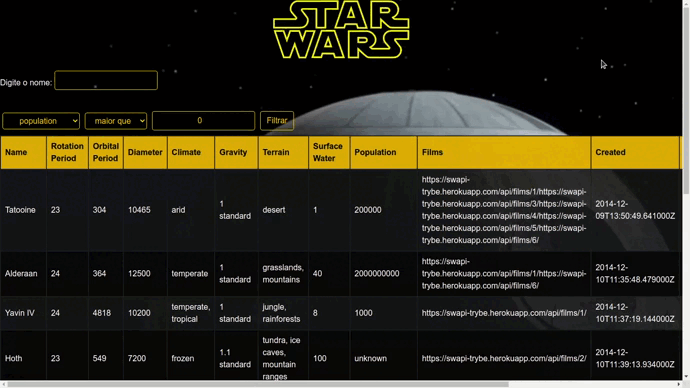 STAR
WARS
Digite o nome:
population maior que 0 Filtrar
Name Rotation Period Orbital Period Diameter Climate Gravity Terrain Surface Water Population Films Created
Tatooine 23 304 10465 arid 1 standard desert 1 200000 https://swapi-trybe.herokuapp.com/api/films/1/https://swapi-trybe.herokuapp.com/api/films/3/https://swapi-trybe.herokuapp.com/api/films/4/https://swapi-trybe.herokuapp.com/api/films/5/https://swapi-trybe.herokuapp.com/api/films/6/ 2014-12-09T13:50:49.641000Z
Alderaan 24 364 12500 temperate 1 standard grasslands, mountains 40 2000000000 https://swapi-trybe.herokuapp.com/api/films/1/https://swapi-trybe.herokuapp.com/api/films/6/ 2014-12-10T11:35:48.479000Z
Yavin IV 24 4818 10200 temperate, tropical 1 standard jungle, rainforests 8 1000 https://swapi-trybe.herokuapp.com/api/films/1/ 2014-12-10T11:37:19.144000Z
Hoth 23 549 7200 frozen 1.1 standard tundra, ice caves, mountain ranges 100 unknown https://swapi-trybe.herokuapp.com/api/films/2/ 2014-12-10T11:39:13.934000Z